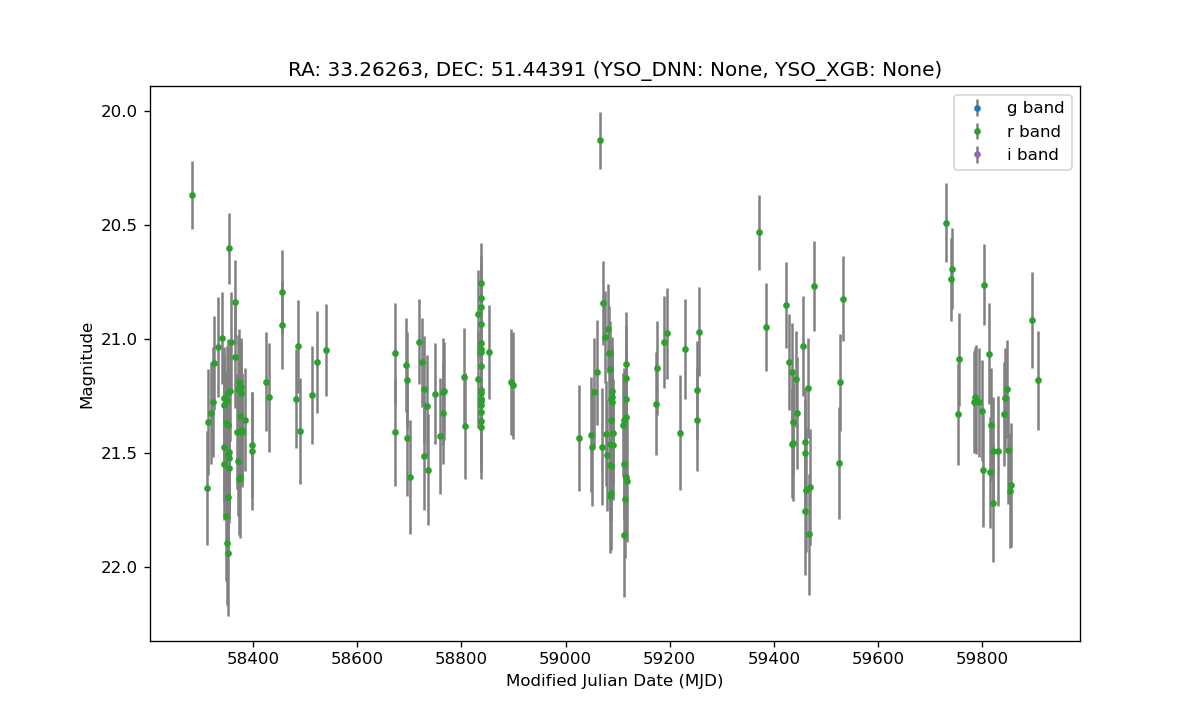 RA: 33.26263, DEC: 51.44391 (YSO_DNN: None, YSO_XGB: None)
g band
r band
i band
20.0
20.5
21.0
21.5
22.0
Magnitude
58400 58600 58800 59000 59200 59400 59600 59800
Modified Julian Date (MJD)